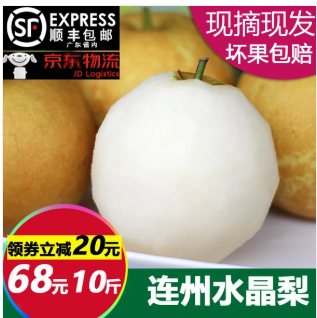 SF EXPRESS
顺丰包邮
广东省内
京东物流
JD Logistics
现摘现发
坏果包赔
领券立减20元
68元10斤
连州水晶梨